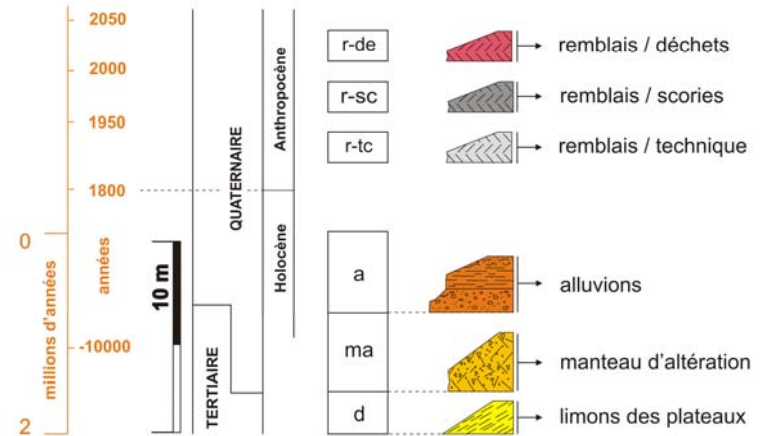 2050
2000
1950
1800
années
-10000
0
millions d'années
2
10 m
QUATERNAIRE
TERTIAIRE
Anthropocène
Holocène
r-de
remblais / déchets
r-sc
remblais / scories
r-tc
remblais / technique
a
alluvions
ma
manteau d'altération
d
limons des plateaux